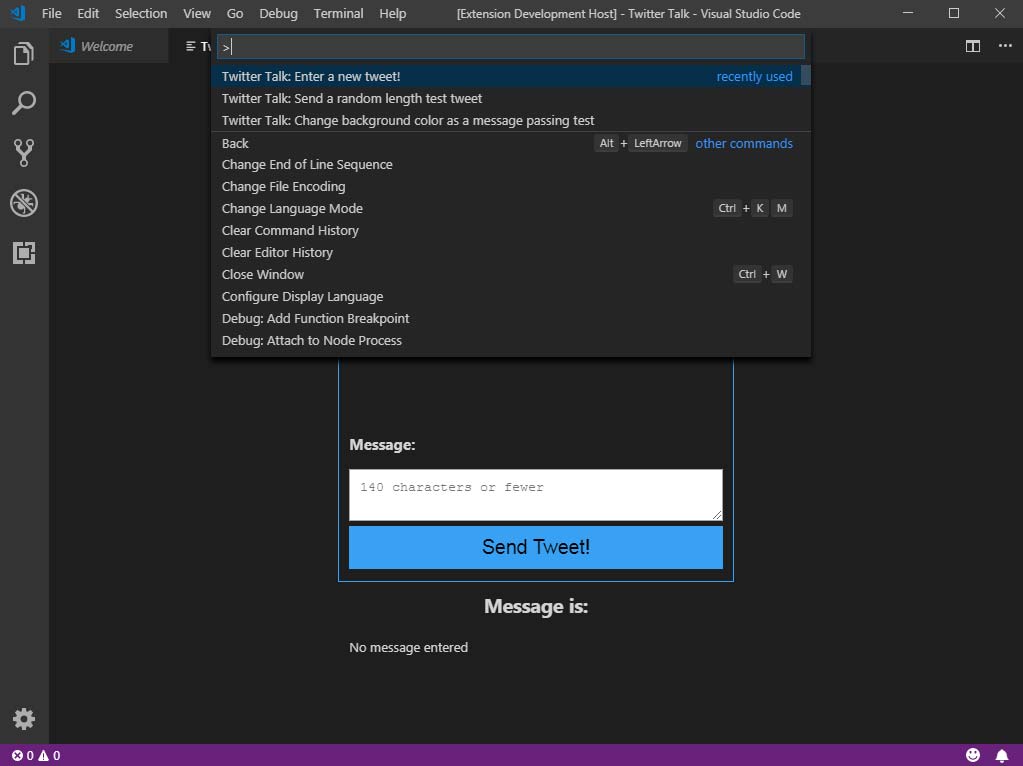 File Edit Selection View Go Debug Terminal Help [Extension Development Host] - Twitter Talk - Visual Studio Code
Welcome Tw
>
Twitter Talk: Enter a new tweet! recently used
Twitter Talk: Send a random length test tweet
Twitter Talk: Change background color as a message passing test
Back Alt + LeftArrow other commands
Change End of Line Sequence
Change File Encoding
Change Language Mode Ctrl + K M
Clear Command History
Clear Editor History
Close Window Ctrl + W
Configure Display Language
Debug: Add Function Breakpoint
Debug: Attach to Node Process
Message:
140 characters or fewer
Send Tweet!
Message is:
No message entered
0 0